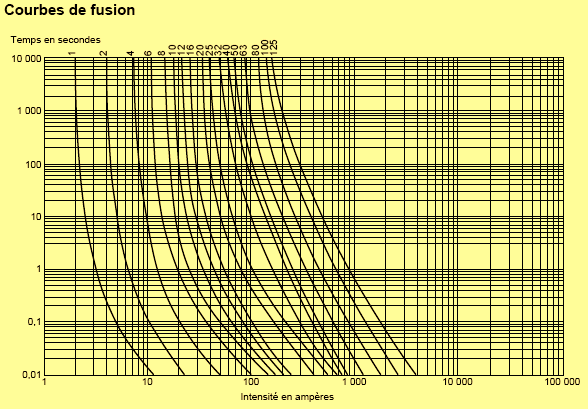 Courbes de fusion
Temps en secondes
1 2 4 6 8 10 12 16 20 25 32 40 50 63 80 100 125
10 000
1 000
100
10
1
0,1
0,01
1 10 100 1 000 10 000 100 000
Intensité en ampères